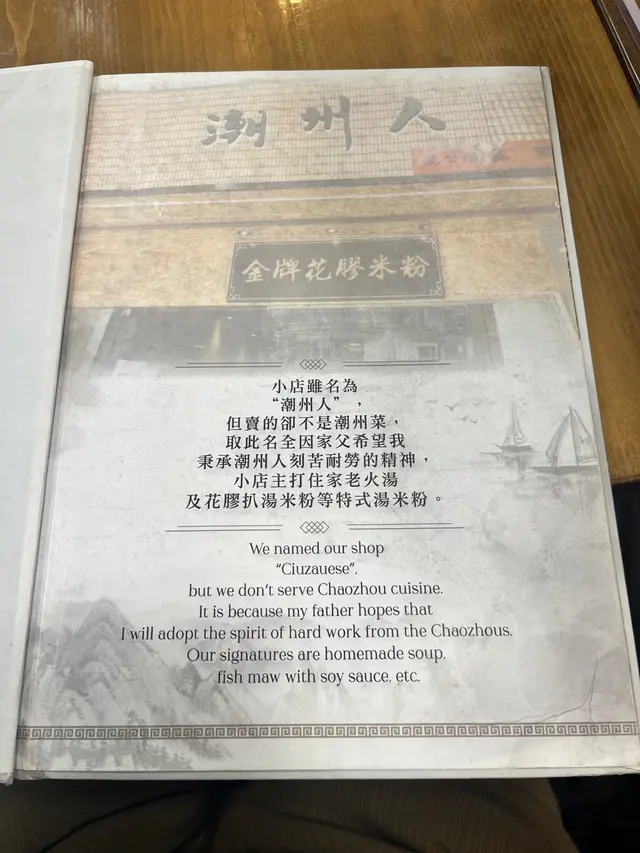 潮州人
金牌花膠米粉
小店雖名為
“潮州人”，
但賣的卻不是潮州菜，
取此名全因家父希望我
秉承潮州人刻苦耐勞的精神，
小店主打住家老火湯
及花膠扒湯米粉等特式湯米粉。
We named our shop
“Ciuzauese”,
but we don’t serve Chaozhou cuisine.
It is because my father hopes that
I will adopt the spirit of hard work from the Chaozhous.
Our signatures are homemade soup,
fish maw with soy sauce, etc.